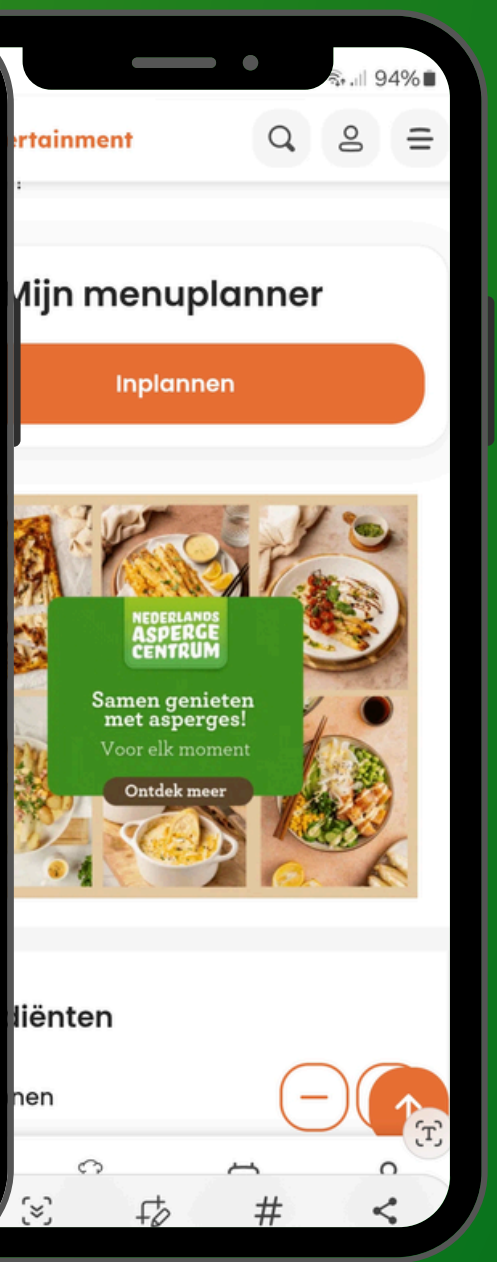 94%
ertainment
Mijn menuplanner
Inplannen
NEDERLANDS
ASPERGE
CENTRUM
Samen genieten
met asperges!
Voor elk moment
Ontdek meer
diënten
nen
T
#